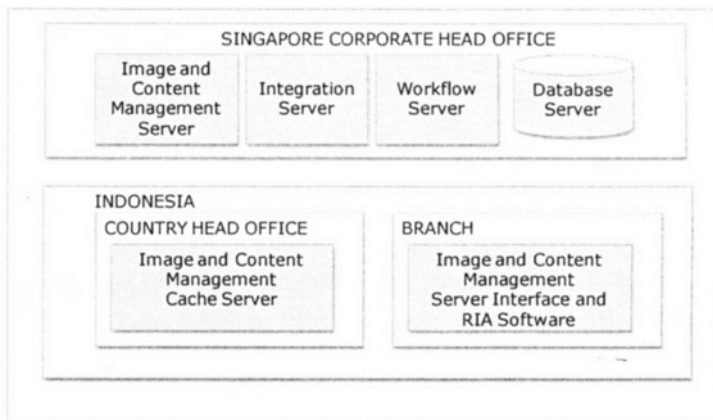 SINGAPORE CORPORATE HEAD OFFICE
Image and
Content
Management
Server
Integration
Server
Workflow
Server
Database
Server
INDONESIA
COUNTRY HEAD OFFICE
Image and Content
Management
Cache Server
BRANCH
Image and Content
Management
Server Interface and
RIA Software